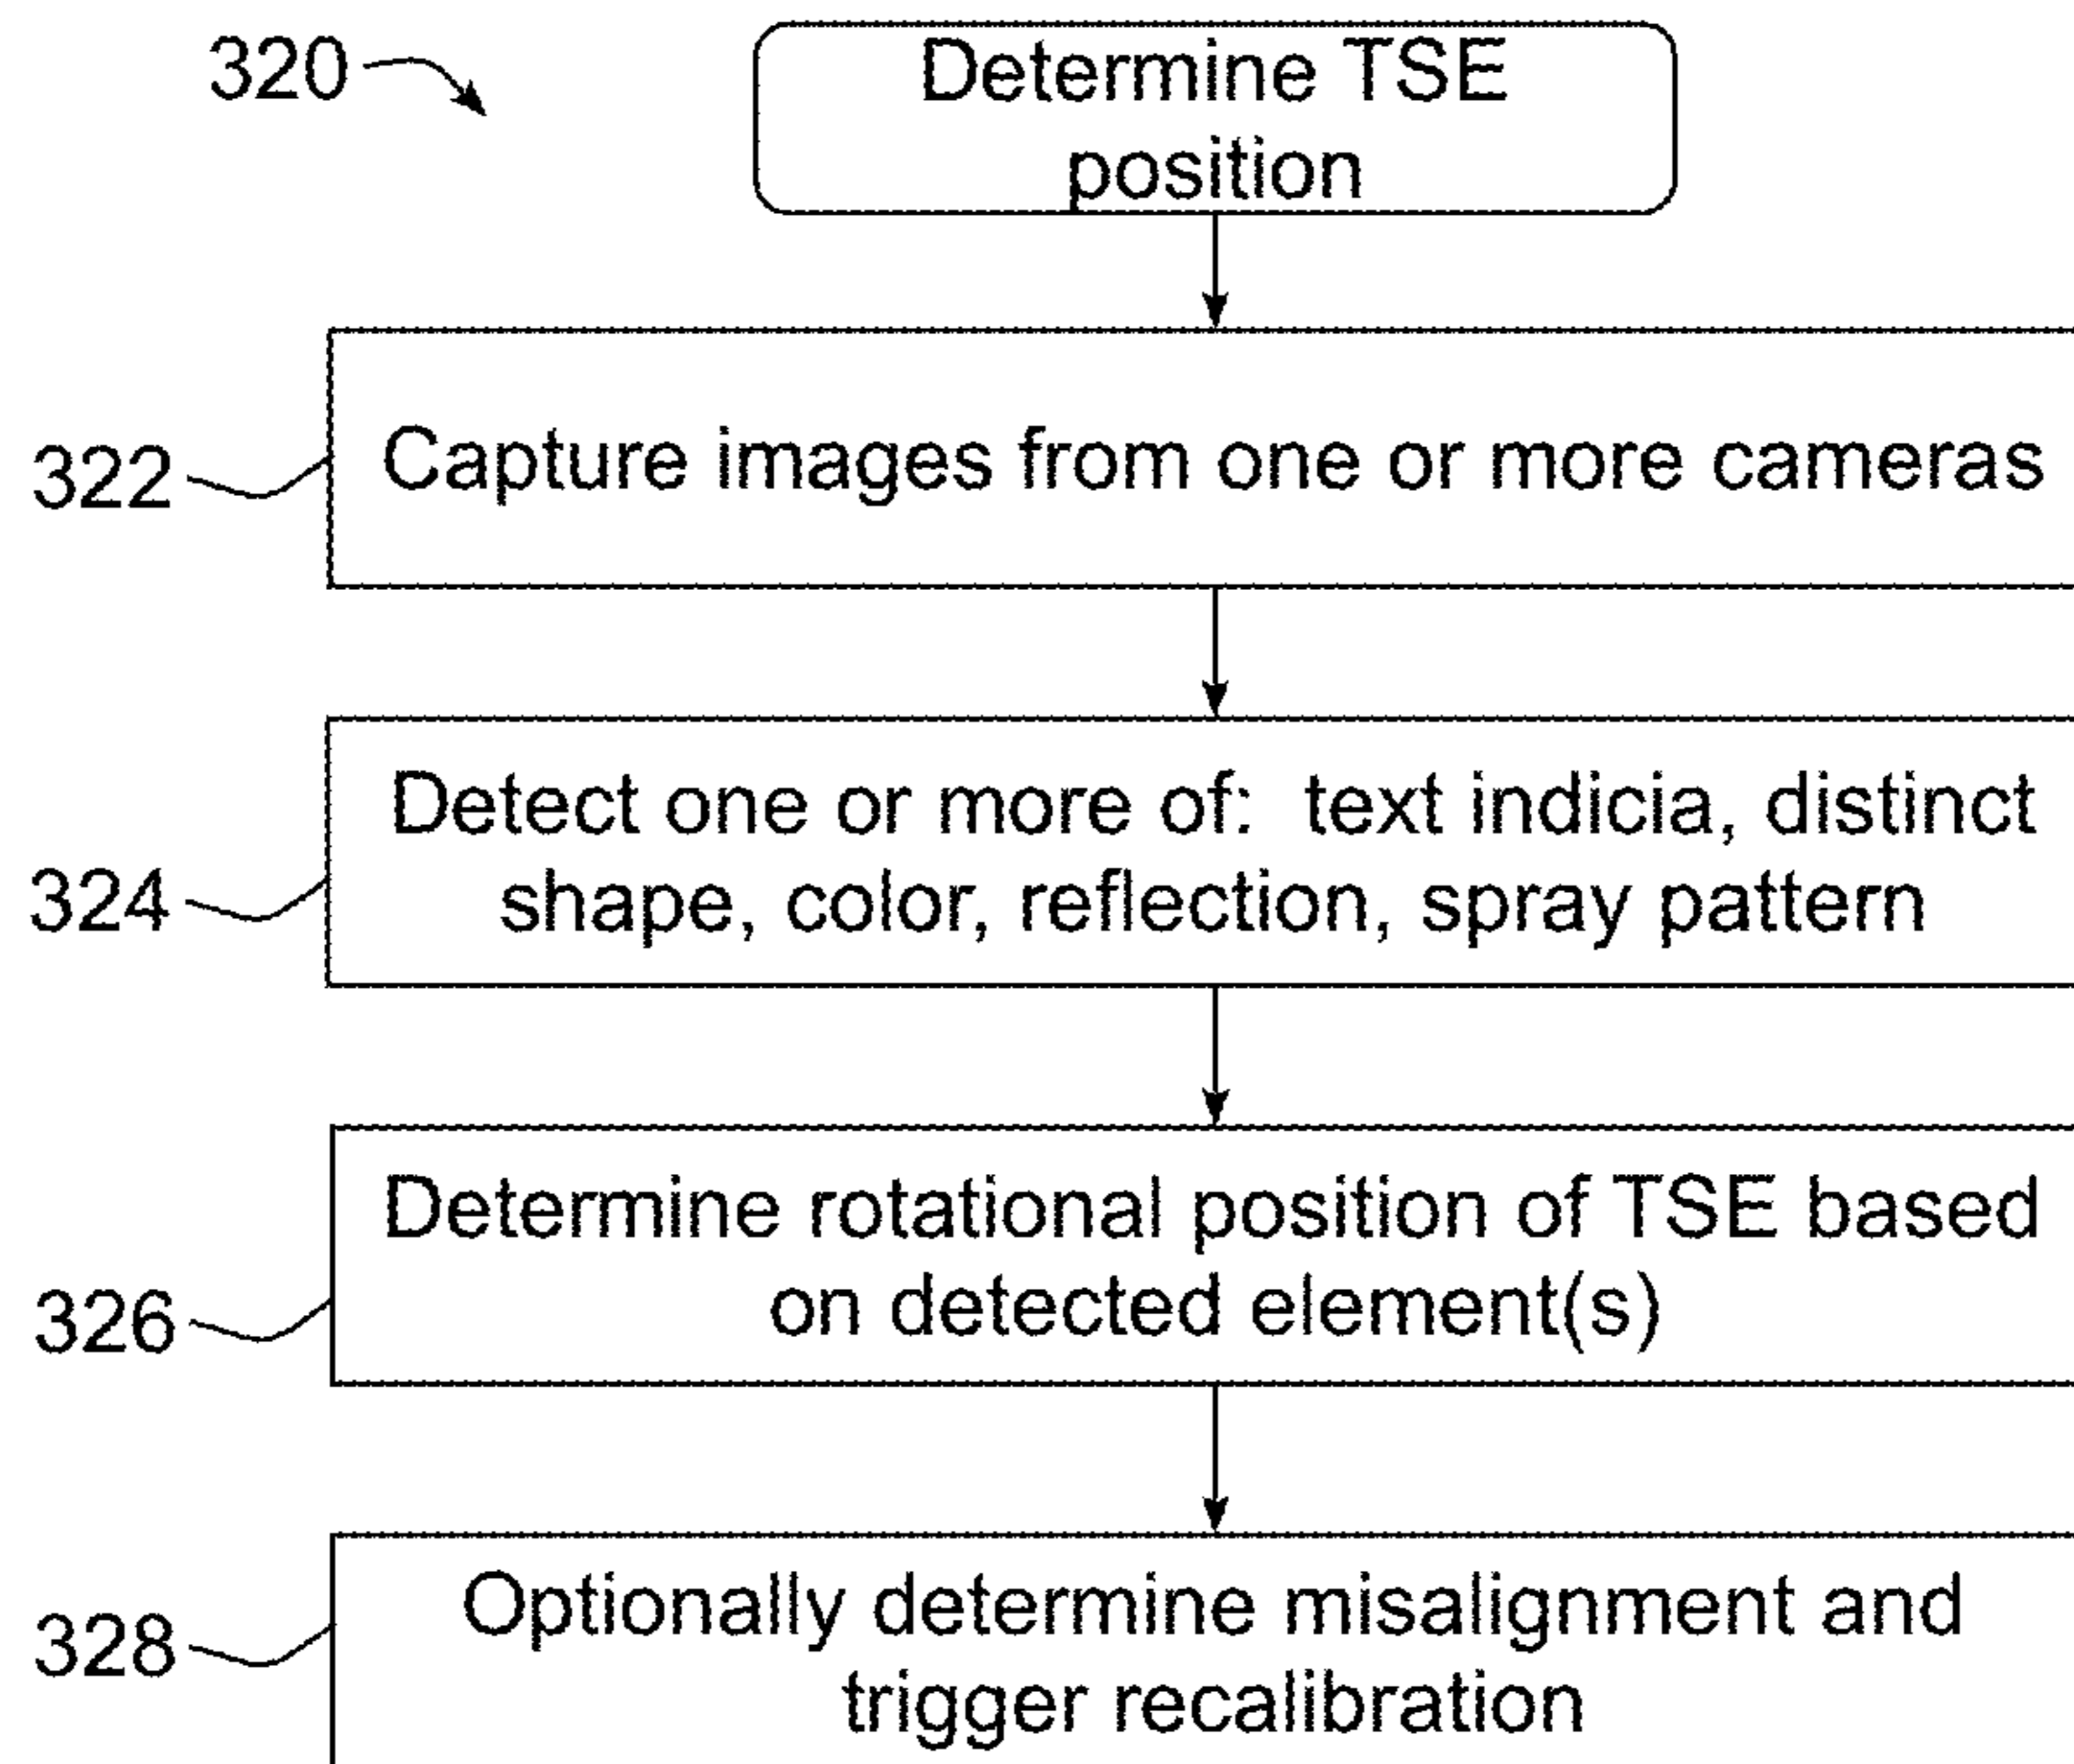 320
Determine TSE
position
322
Capture images from one or more cameras
Detect one or more of: text indicia, distinct
324
shape, color, reflection, spray pattern
Determine rotational position of TSE based
326
on detected element(s)
Optionally determine misalignment and
328
trigger recalibration